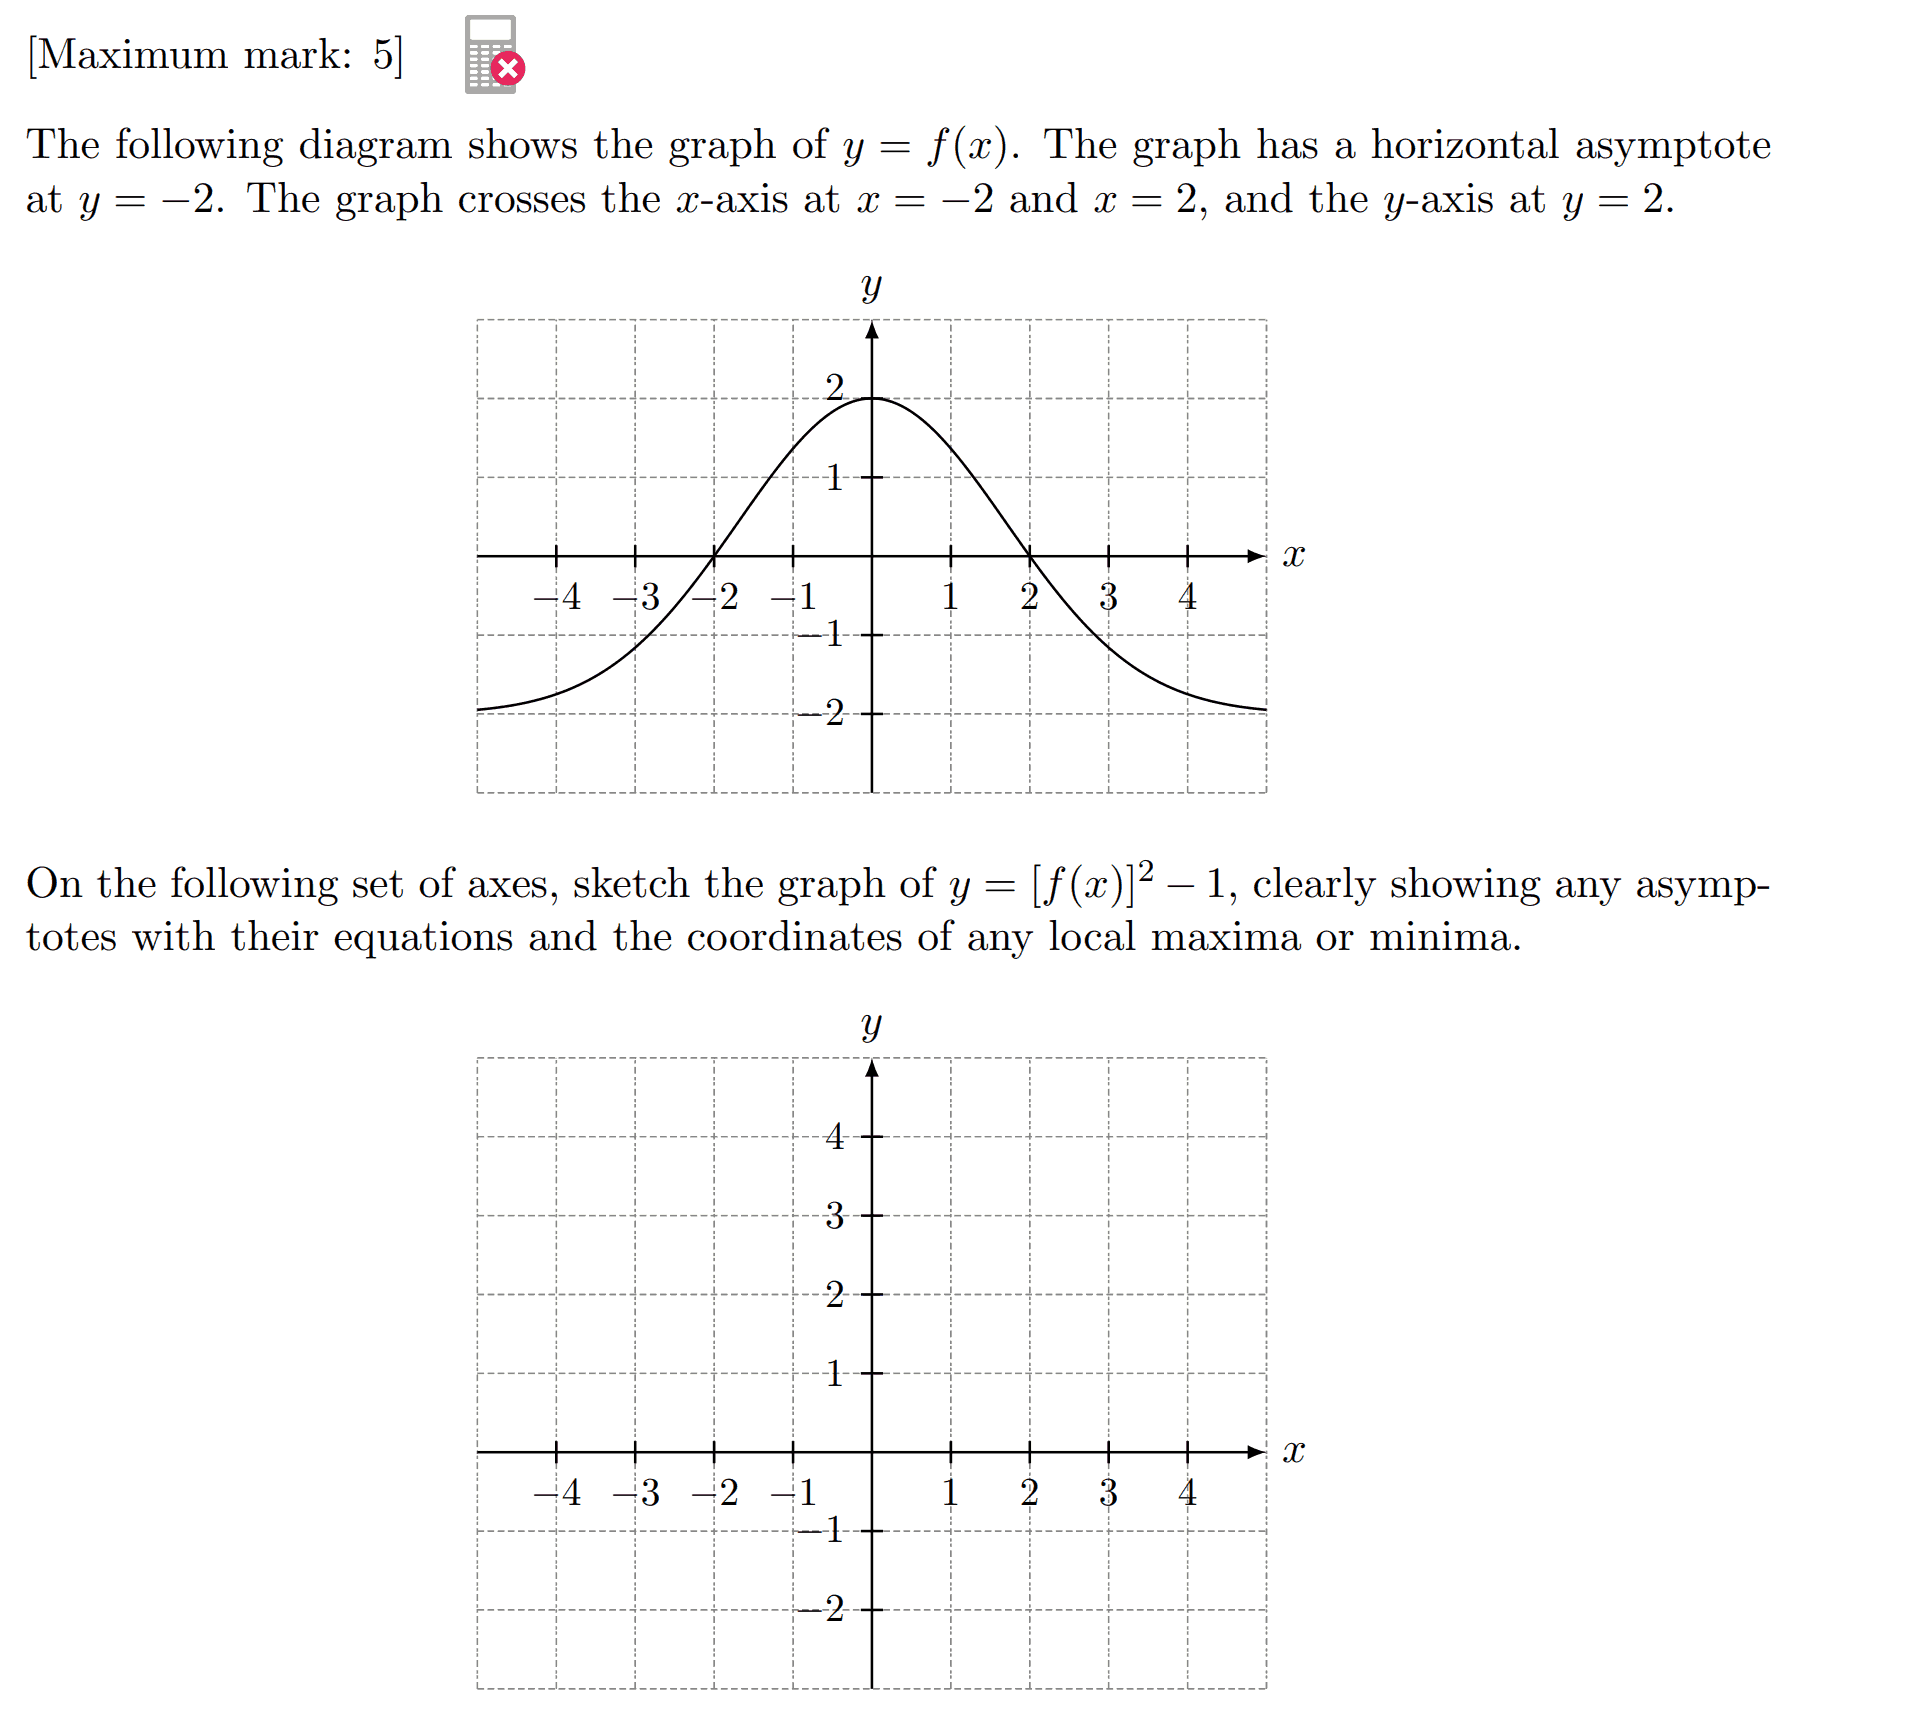 [Maximum mark: 5]
The following diagram shows the graph of y = f(x). The graph has a horizontal asymptote
at y = −2. The graph crosses the x-axis at x = −2 and x = 2, and the y-axis at y = 2.
y
2
1
x
−4 −3 −2 −1 1 2 3 4
−1
−2
On the following set of axes, sketch the graph of y = [f(x)]² − 1, clearly showing any asymp-
totes with their equations and the coordinates of any local maxima or minima.
y
4
3
2
1
x
−4 −3 −2 −1 1 2 3 4
−1
−2